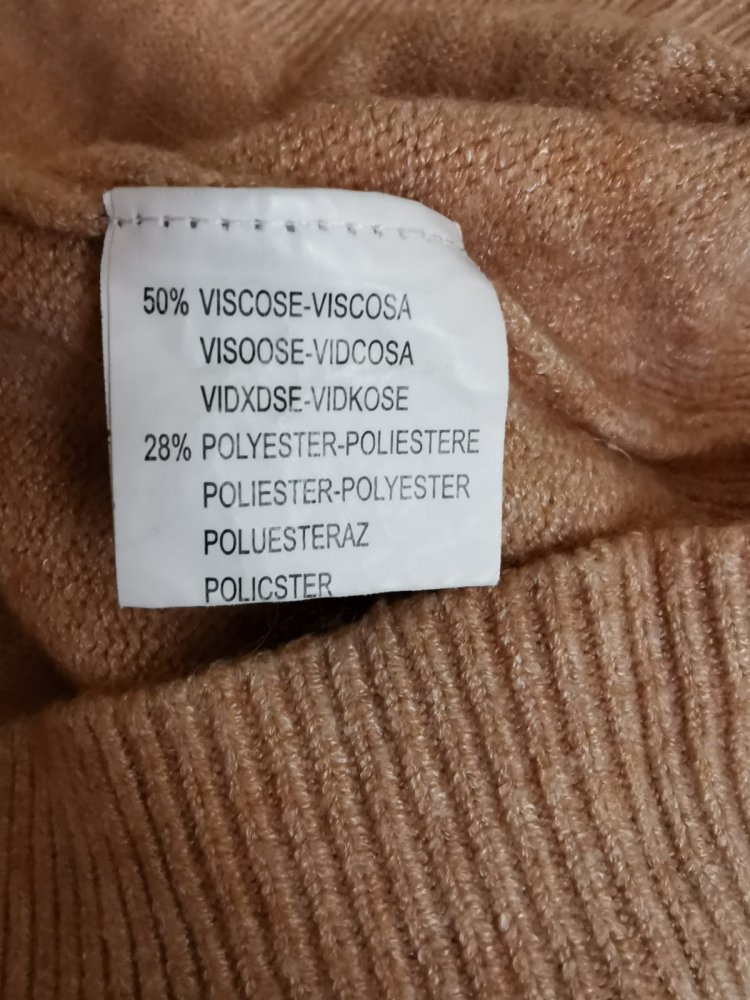 50% VISCOSE-VISCOSA
VISOOSE-VIDCOSA
VIDXDSE-VIDKOSE
28% POLYESTER-POLIESTERE
POLIESTER-POLYESTER
POLUESTERAZ
POLICSTER